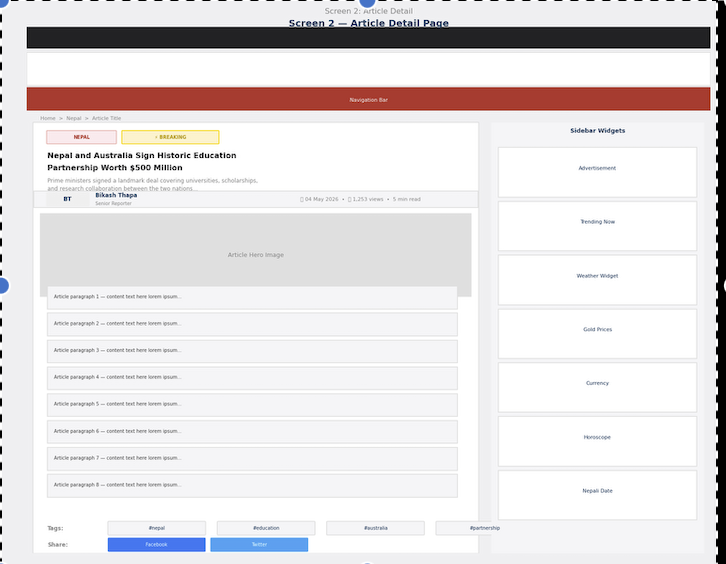 Screen 2: Article Detail
Screen 2 — Article Detail Page
Navigation Bar
Home > Nepal > Article Title
NEPAL
BREAKING
Nepal and Australia Sign Historic Education
Partnership Worth $500 Million
Prime ministers signed a landmark deal covering universities, scholarships,
and research collaboration between the two nations...
BT
Bikash Thapa
Senior Reporter
04 May 2026 • 1,253 views • 5 min read
Article Hero Image
Article paragraph 1 — content text here lorem ipsum...
Article paragraph 2 — content text here lorem ipsum...
Article paragraph 3 — content text here lorem ipsum...
Article paragraph 4 — content text here lorem ipsum...
Article paragraph 5 — content text here lorem ipsum...
Article paragraph 6 — content text here lorem ipsum...
Article paragraph 7 — content text here lorem ipsum...
Article paragraph 8 — content text here lorem ipsum...
Tags:
#nepal
#education
#australia
#partnership
Share:
Facebook
Twitter
Sidebar Widgets
Advertisement
Trending Now
Weather Widget
Gold Prices
Currency
Horoscope
Nepali Date